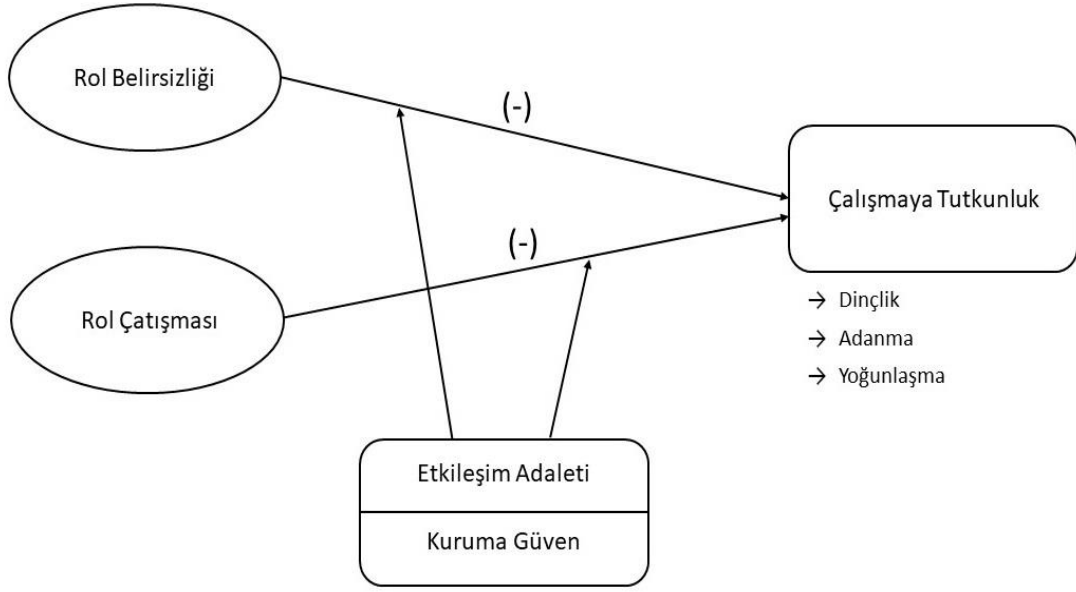 Rol Belirsizliği
(-)
Çalışmaya Tutkunluk
(-)
Rol Çatışması
→ Dinçlik
→ Adanma
→ Yoğunlaşma
Etkileşim Adaleti
Kuruma Güven